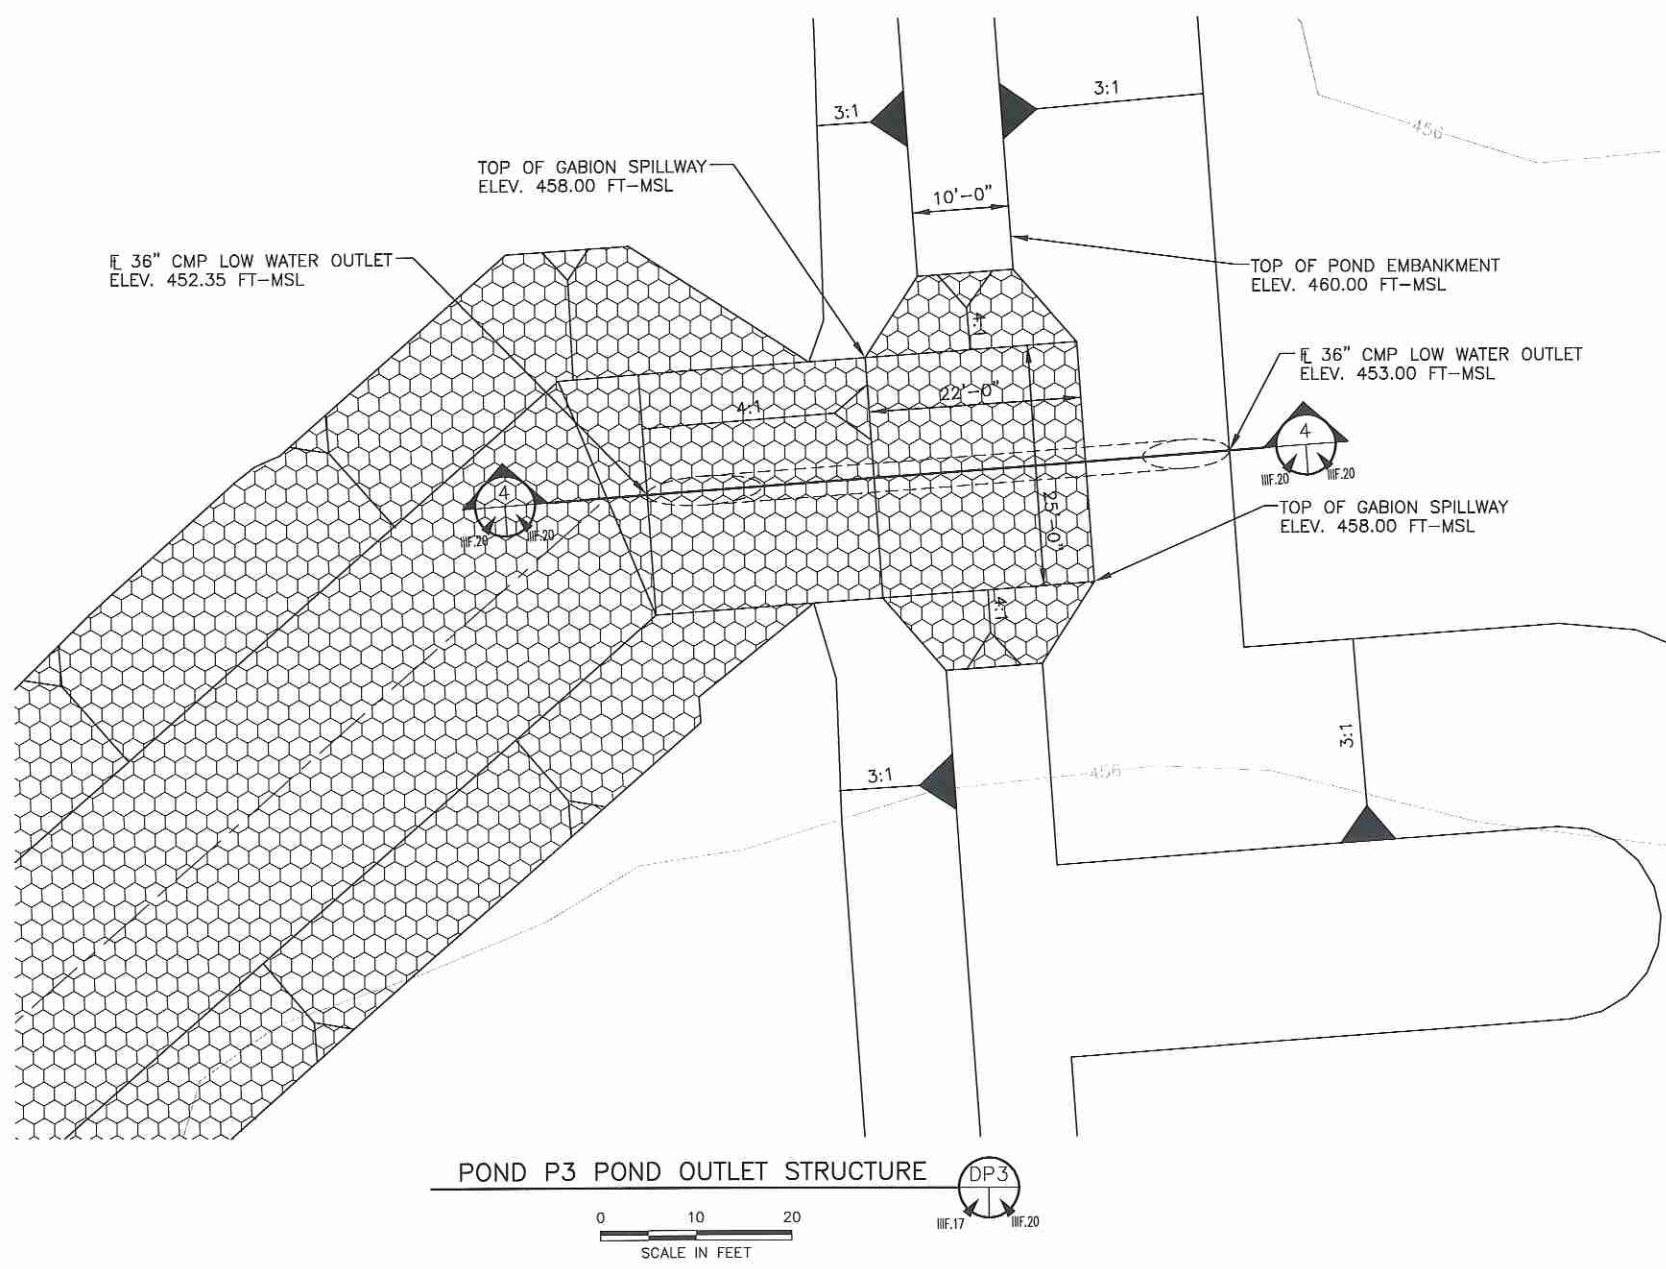 3:1
3:1
456
TOP OF GABION SPILLWAY
ELEV. 458.00 FT-MSL
10'-0"
FL 36" CMP LOW WATER OUTLET
ELEV. 452.35 FT-MSL
TOP OF POND EMBANKMENT
ELEV. 460.00 FT-MSL
4:1
FL 36" CMP LOW WATER OUTLET
ELEV. 453.00 FT-MSL
22'-0"
4:1
4
IIIF.20
IIIF.20
4
IIIF.20
IIIF.20
25'-0"
TOP OF GABION SPILLWAY
ELEV. 458.00 FT-MSL
4:1
3:1
3:1
456
POND P3 POND OUTLET STRUCTURE
DP3
IIIF.17
IIIF.20
0 10 20
SCALE IN FEET